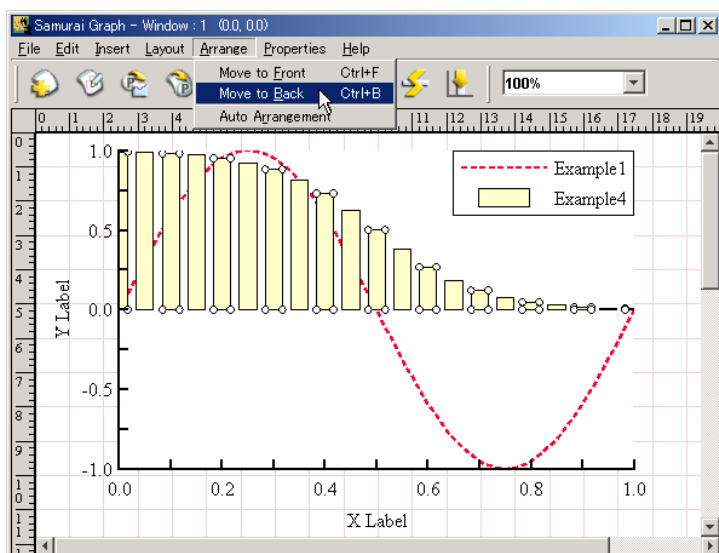 Samurai Graph - Window : 1 (0.0, 0.0)
File Edit Insert Layout Arrange Properties Help
Move to Front Ctrl+F
Move to Back Ctrl+B
Auto Arrangement
100%
0 1 2 3 4 11 12 13 14 15 16 17 18 19
0
1
2
3
4
5
6
7
8
9
10
11
1.0
0.5
0.0
-0.5
-1.0
Y Label
Example1
Example4
0.0 0.2 0.4 0.6 0.8 1.0
X Label